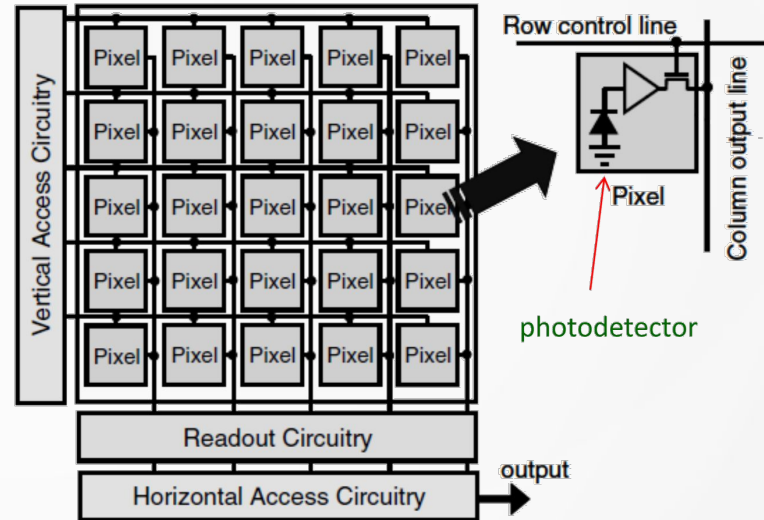 Row control line
Pixel Pixel Pixel Pixel Pixel
Pixel Pixel Pixel Pixel Pixel
Pixel Pixel Pixel Pixel Pixel
Pixel Pixel Pixel Pixel Pixel
Pixel Pixel Pixel Pixel Pixel
Vertical Access Circuitry
Pixel
Column output line
photodetector
Readout Circuitry
Horizontal Access Circuitry
output